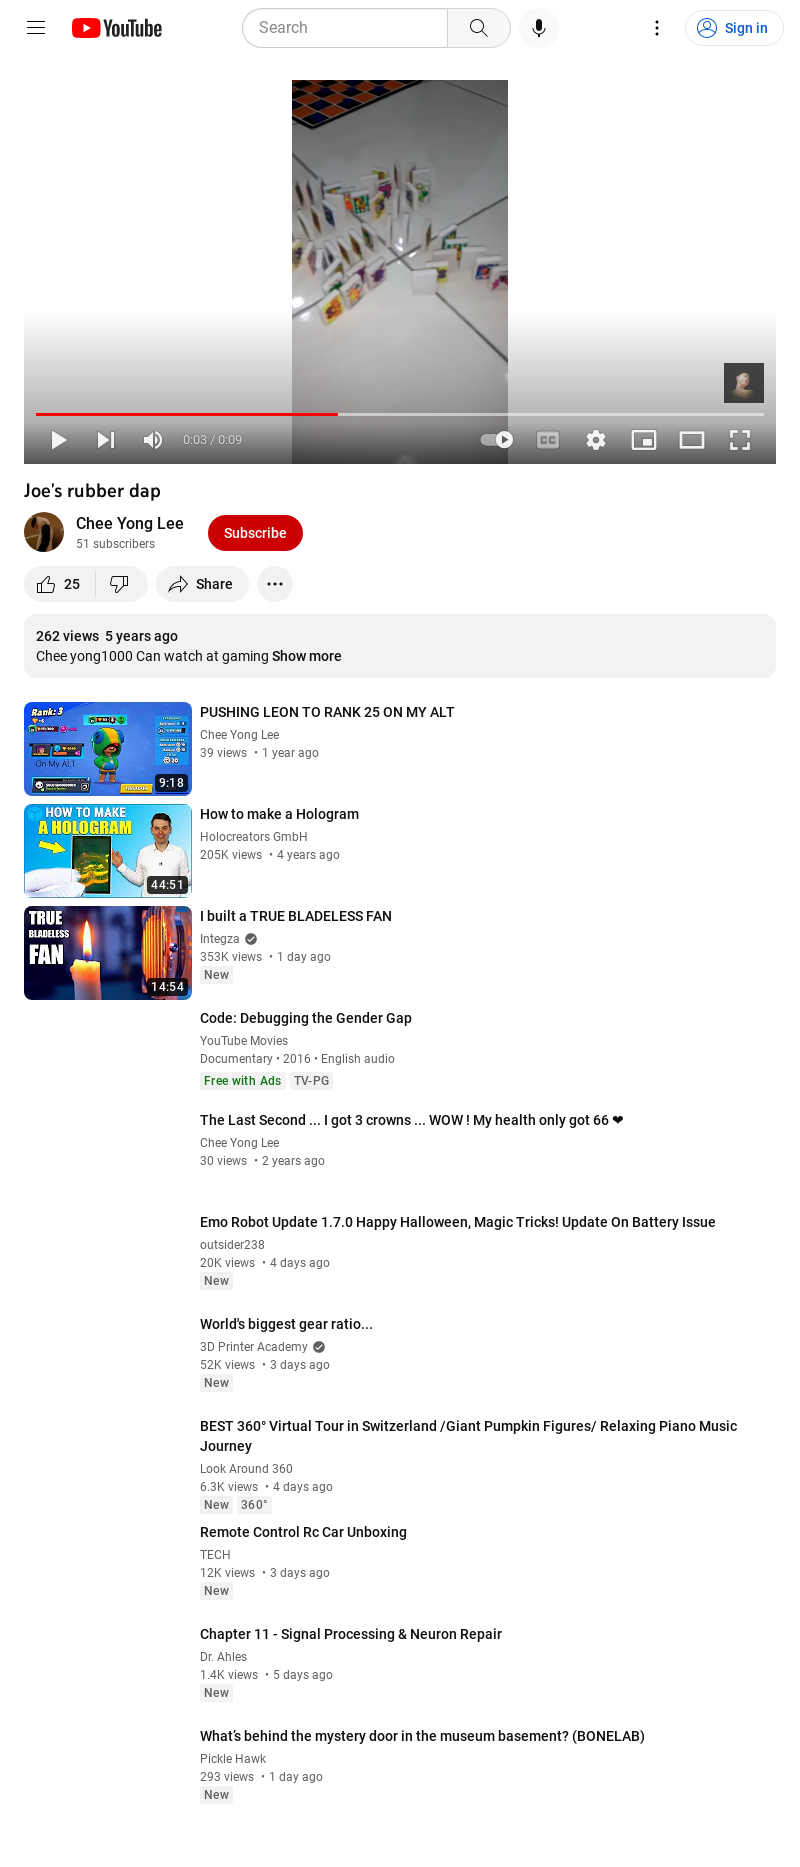 YouTube
Search
Sign in
0:03 / 0:09
CC
Joe's rubber dap
Chee Yong Lee
51 subscribers
Subscribe
25
Share
262 views 5 years ago
Chee yong1000 Can watch at gaming Show more
Rank: 3
On My ALT
9:18
PUSHING LEON TO RANK 25 ON MY ALT
Chee Yong Lee
39 views • 1 year ago
HOW TO MAKE
A HOLOGRAM
44:51
How to make a Hologram
Holocreators GmbH
205K views • 4 years ago
TRUE
BLADELESS
FAN
14:54
I built a TRUE BLADELESS FAN
Integza
353K views • 1 day ago
New
Code: Debugging the Gender Gap
YouTube Movies
Documentary • 2016 • English audio
Free with Ads TV-PG
The Last Second ... I got 3 crowns ... WOW ! My health only got 66 ❤
Chee Yong Lee
30 views • 2 years ago
Emo Robot Update 1.7.0 Happy Halloween, Magic Tricks! Update On Battery Issue
outsider238
20K views • 4 days ago
New
World's biggest gear ratio...
3D Printer Academy
52K views • 3 days ago
New
BEST 360° Virtual Tour in Switzerland /Giant Pumpkin Figures/ Relaxing Piano Music
Journey
Look Around 360
6.3K views • 4 days ago
New 360°
Remote Control Rc Car Unboxing
TECH
12K views • 3 days ago
New
Chapter 11 - Signal Processing & Neuron Repair
Dr. Ahles
1.4K views • 5 days ago
New
What's behind the mystery door in the museum basement? (BONELAB)
Pickle Hawk
293 views • 1 day ago
New